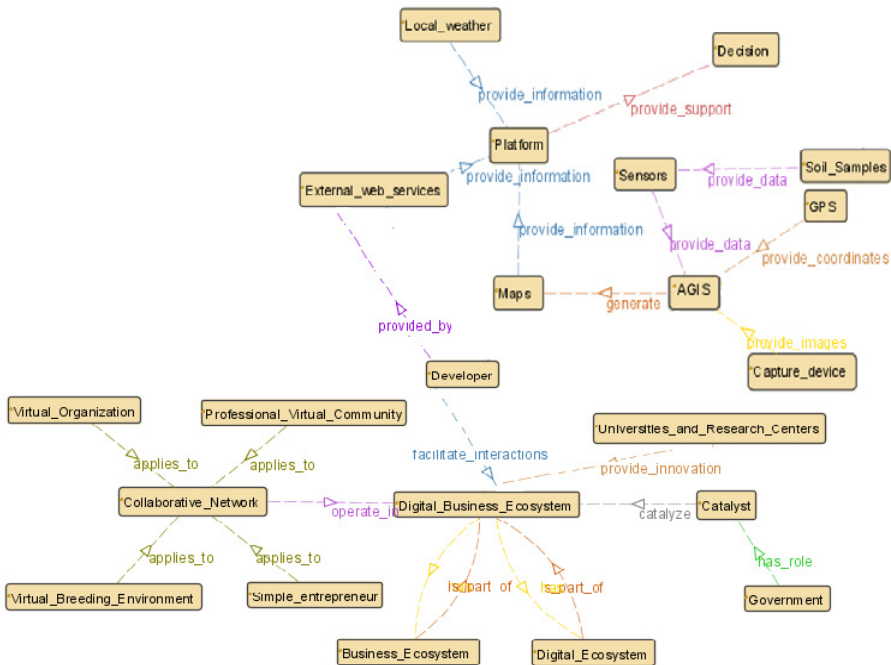 Local_weather
Decision
provide_information
provide_support
Platform
Soil_Samples
Sensors
External_web_services
provide_information
provide_data
GPS
provide_information
provide_data
provide_coordinates
Maps
AGIS
generate
provided_by
provide_images
Developer
Capture_device
Virtual_Organization
Professional_Virtual_Community
Universities_and_Research_Centers
facilitate_interactions
applies_to
applies_to
provide_innovation
Collaborative_Network
Digital_Business_Ecosystem
Catalyst
operate_in
catalyze
applies_to
applies_to
has_role
is_part_of
is_part_of
Virtual_Breeding_Environment
Simple_entrepreneur
Government
Business_Ecosystem
Digital_Ecosystem